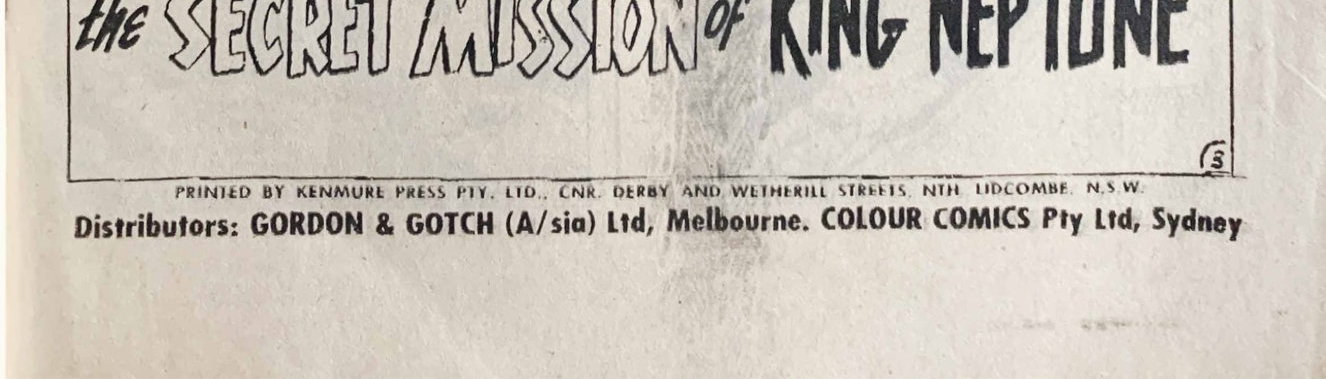 the SECRET MISSION OF KING NEPTUNE
3
PRINTED BY KENMURE PRESS PTY. LTD., CNR. DERBY AND WETHERILL STREETS, NTH. LIDCOMBE, N.S.W.
Distributors: GORDON & GOTCH (A/sia) Ltd, Melbourne. COLOUR COMICS Pty Ltd, Sydney